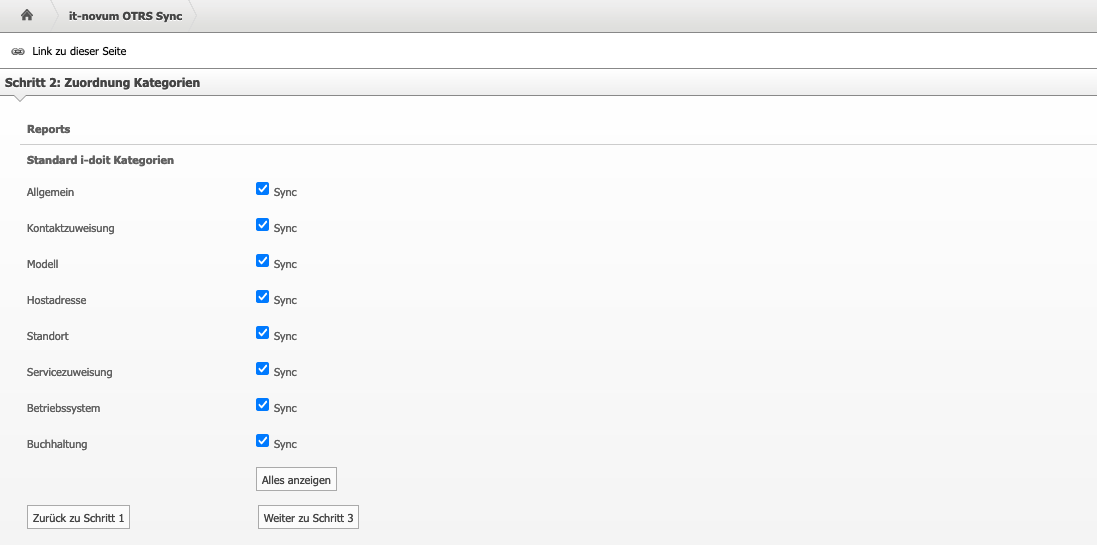 it-novum OTRS Sync
Link zu dieser Seite
Schritt 2: Zuordnung Kategorien
Reports
Standard i-doit Kategorien
Allgemein Sync
Kontaktzuweisung Sync
Modell Sync
Hostadresse Sync
Standort Sync
Servicezuweisung Sync
Betriebssystem Sync
Buchhaltung Sync
Alles anzeigen
Zurück zu Schritt 1 Weiter zu Schritt 3